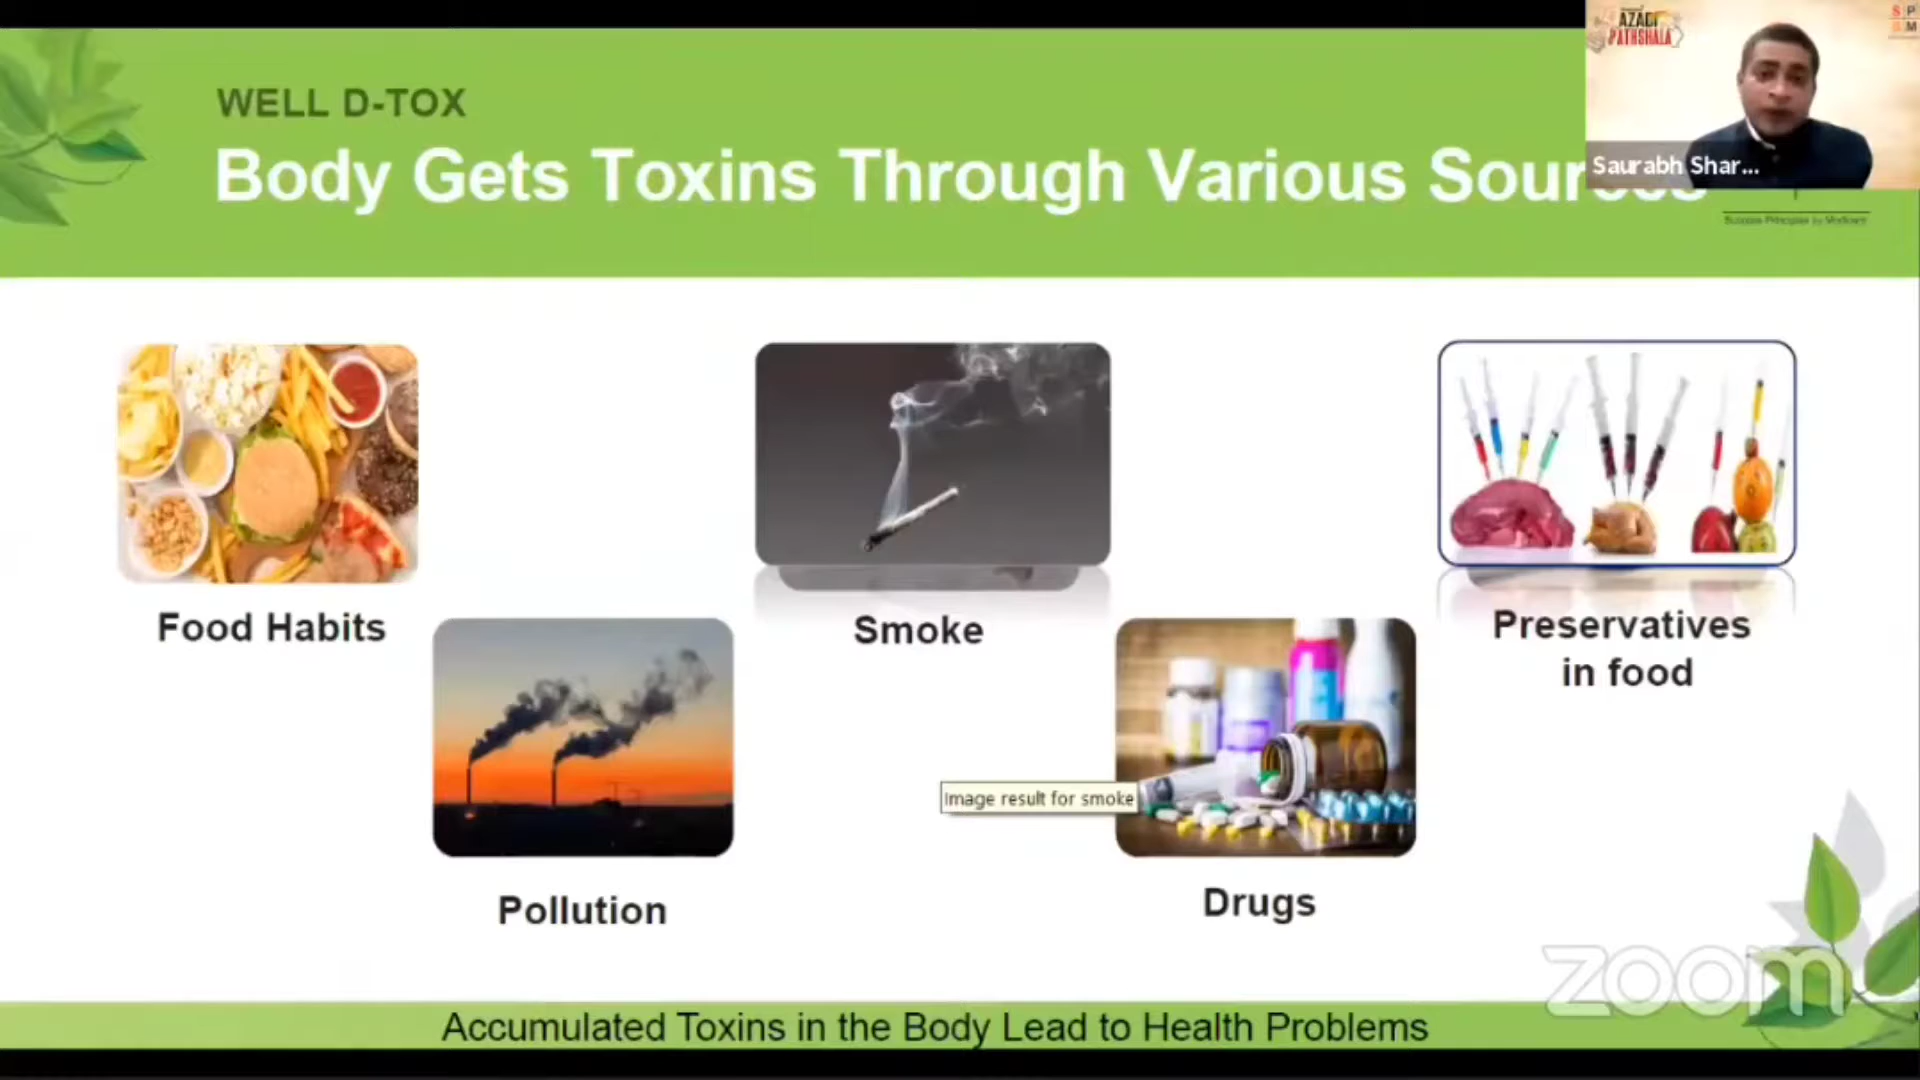 WELL D-TOX
Body Gets Toxins Through Various Sources
AZADI
PATHSHALA
S P
M
Saurabh Shar...
Food Habits
Smoke
Preservatives
in food
Image result for smoke
Pollution
Drugs
zoom
Accumulated Toxins in the Body Lead to Health Problems